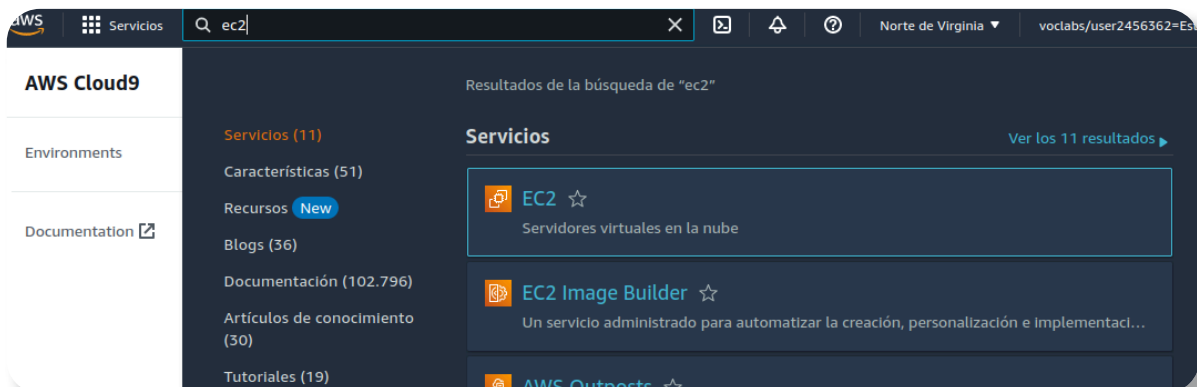 aws
Servicios
ec2
Norte de Virginia
voclabs/user2456362=Est
AWS Cloud9
Environments
Documentation
Resultados de la búsqueda de “ec2”
Servicios (11)
Características (51)
Recursos New
Blogs (36)
Documentación (102.796)
Artículos de conocimiento
(30)
Tutoriales (19)
Servicios
Ver los 11 resultados
EC2
Servidores virtuales en la nube
EC2 Image Builder
Un servicio administrado para automatizar la creación, personalización e implementaci...
AWS Outposts